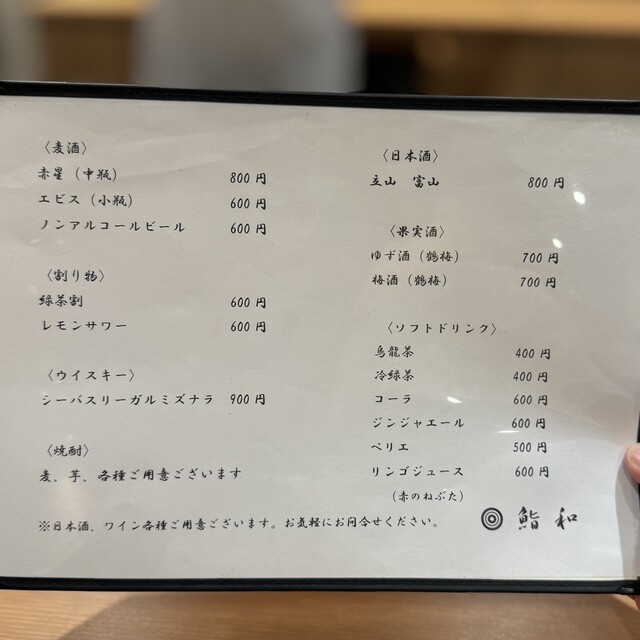 〈麦酒〉
赤星（中瓶） 800円
エビス（小瓶） 600円
ノンアルコールビール 600円
〈割り物〉
緑茶割 600円
レモンサワー 600円
〈ウイスキー〉
シーバスリーガルミズナラ 900円
〈焼酎〉
麦、芋、各種ご用意ございます
〈日本酒〉
立山 富山 800円
〈果実酒〉
ゆず酒（鶴梅） 700円
梅酒（鶴梅） 700円
〈ソフトドリンク〉
烏龍茶 400円
冷緑茶 400円
コーラ 600円
ジンジャエール 600円
ペリエ 500円
リンゴジュース 600円
（赤のねぶた）
※日本酒、ワイン各種ご用意ございます。お気軽にお問合せください。
鮨 和